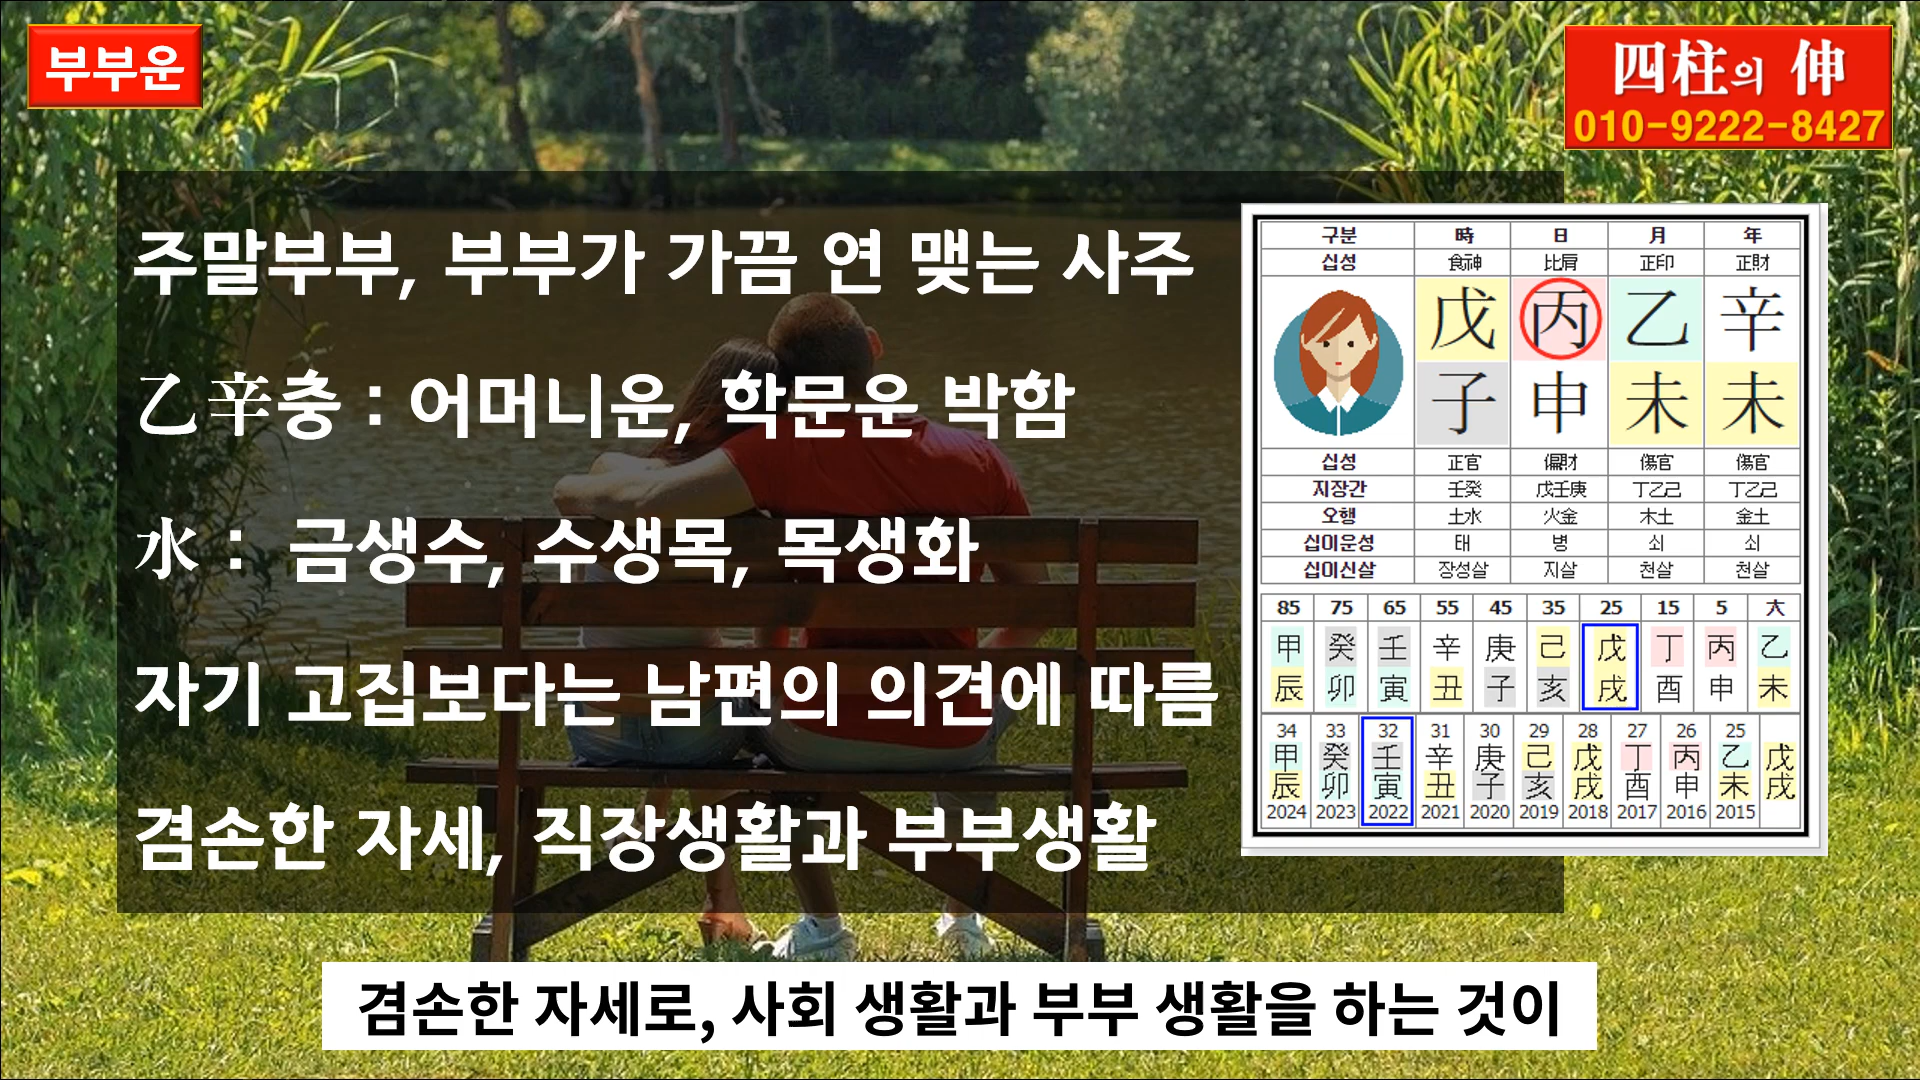 부부운
四柱의 伸
010-9222-8427
주말부부, 부부가 가끔 연 맺는 사주
乙辛충 : 어머니운, 학문운 박함
水 : 금생수, 수생목, 목생화
자기 고집보다는 남편의 의견에 따름
겸손한 자세, 직장생활과 부부생활
구분 時 日 月 年
십성 食神 比肩 正印 正財
戊 丙 乙 辛
子 申 未 未
십성 正官 偏財 傷官 傷官
지장간 壬癸 戊壬庚 丁乙己 丁乙己
오행 土水 火金 木土 金土
십이운성 태 병 쇠 쇠
십이신살 장성살 지살 천살 천살
85 75 65 55 45 35 25 15 5 大
甲 癸 壬 辛 庚 己 戊 丁 丙 乙
辰 卯 寅 丑 子 亥 戌 酉 申 未
34 33 32 31 30 29 28 27 26 25
甲 癸 壬 辛 庚 己 戊 丁 丙 乙 戊
辰 卯 寅 丑 子 亥 戌 酉 申 未 戌
2024 2023 2022 2021 2020 2019 2018 2017 2016 2015
겸손한 자세로, 사회 생활과 부부 생활을 하는 것이